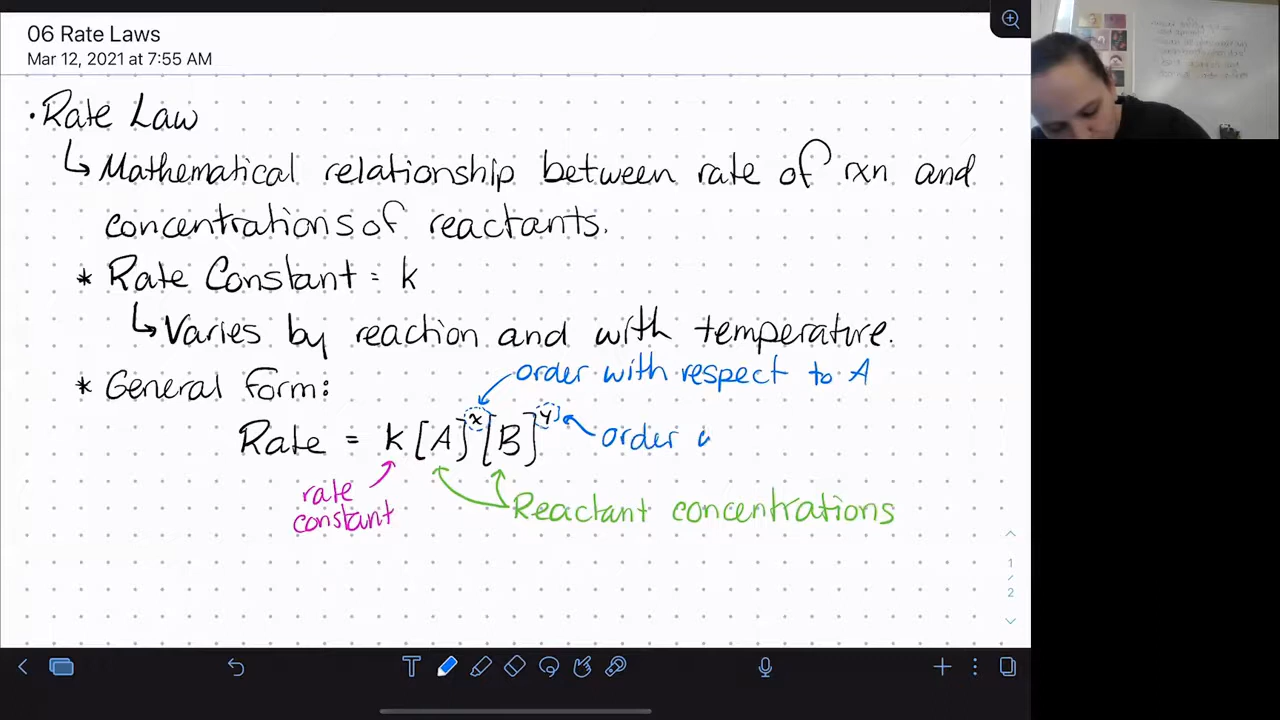 06 Rate Laws
Mar 12, 2021 at 7:55 AM
• Rate Law
↳ Mathematical relationship between rate of rxn and
concentrations of reactants.
* Rate Constant = k
↳ Varies by reaction and with temperature.
* General form:
order with respect to A
Rate = k[A]^x[B]^y
order
rate
constant
Reactant concentrations
1
/
2
T